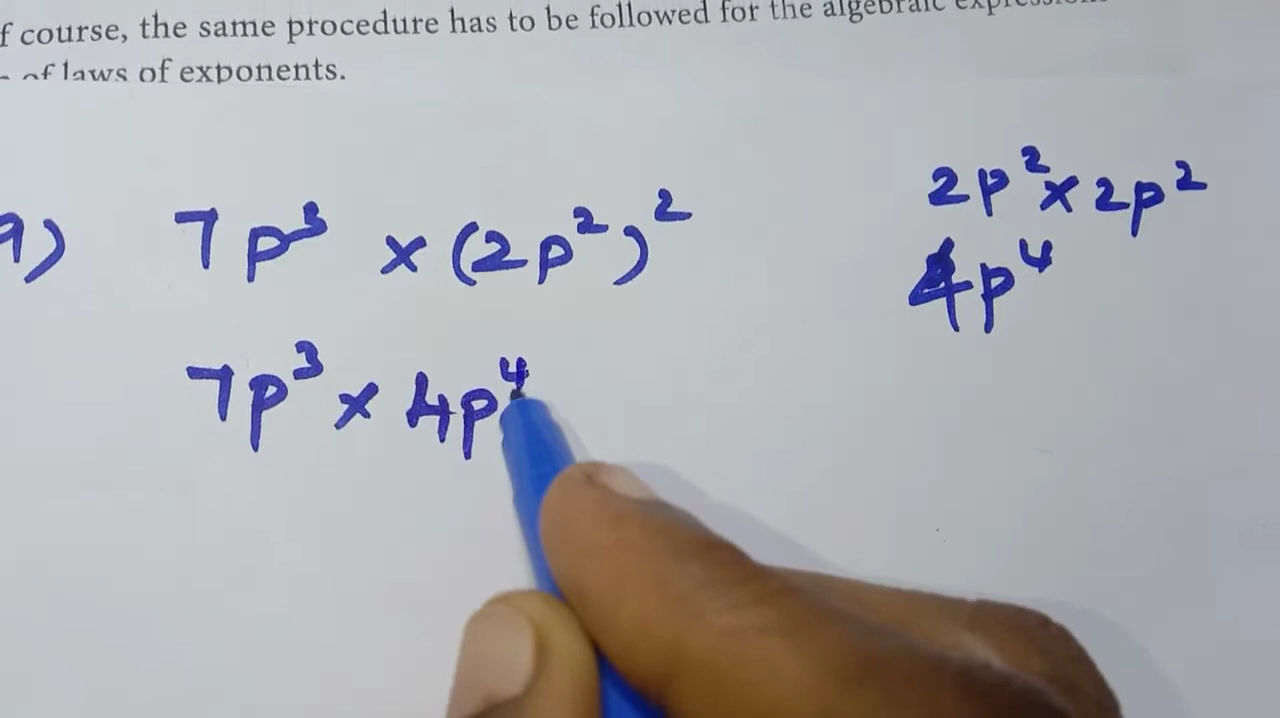 f course, the same procedure has to be followed for the algebraic expressions
of laws of exponents.
9) 7p³ × (2p²)²
7p³ × 4p⁴
2p² × 2p²
4p⁴